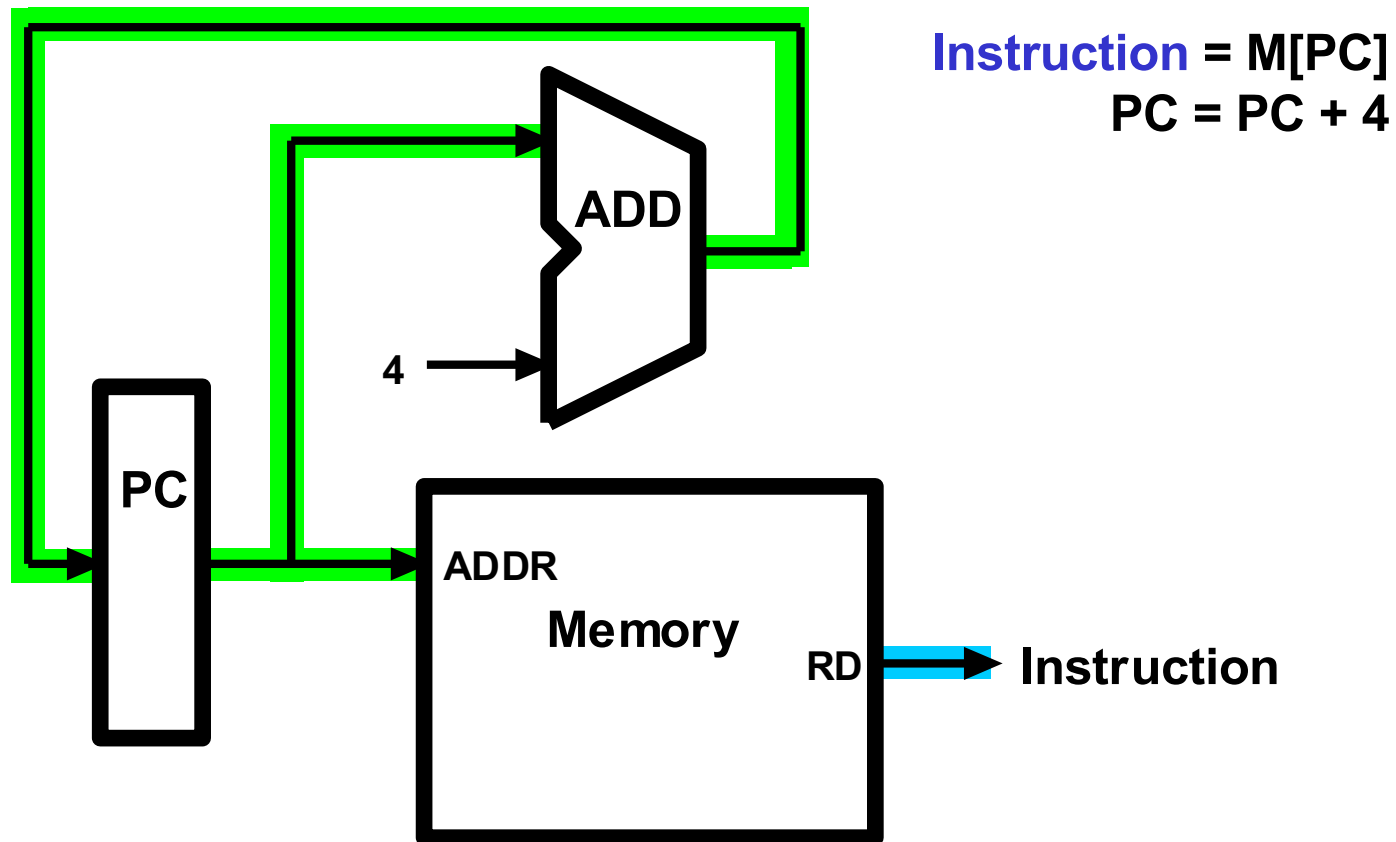 Instruction = M[PC]
PC = PC + 4
ADD
4
PC
ADDR
Memory
RD
Instruction